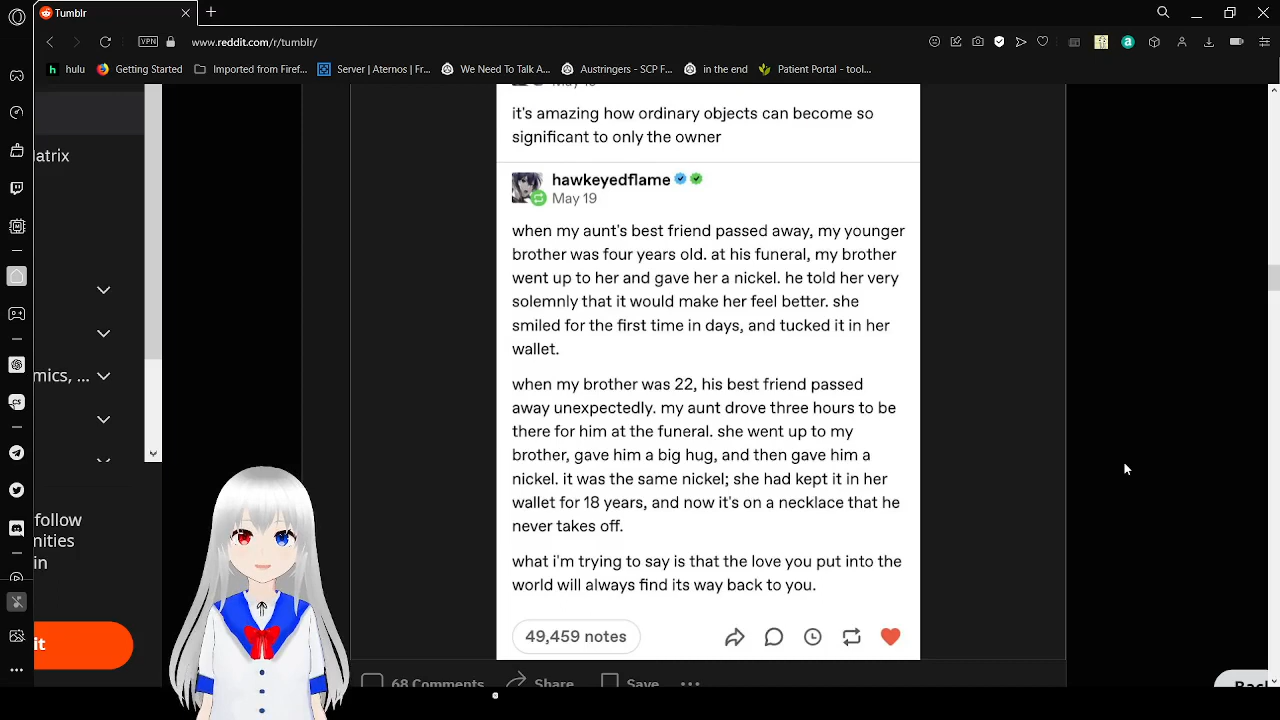 Tumblr
www.reddit.com/r/tumblr/
VPN
hulu
Getting Started
Imported from Firef...
Server | Aternos | Fr...
We Need To Talk A...
Austringers - SCP F...
in the end
Patient Portal - tool...
it's amazing how ordinary objects can become so
significant to only the owner
hawkeyedflame
May 19
when my aunt's best friend passed away, my younger
brother was four years old. at his funeral, my brother
went up to her and gave her a nickel. he told her very
solemnly that it would make her feel better. she
smiled for the first time in days, and tucked it in her
wallet.
when my brother was 22, his best friend passed
away unexpectedly. my aunt drove three hours to be
there for him at the funeral. she went up to my
brother, gave him a big hug, and then gave him a
nickel. it was the same nickel; she had kept it in her
wallet for 18 years, and now it's on a necklace that he
never takes off.
what i'm trying to say is that the love you put into the
world will always find its way back to you.
49,459 notes
68 Comments
Share
Save
atrix
mics, ...
follow
nities
in
it
Back